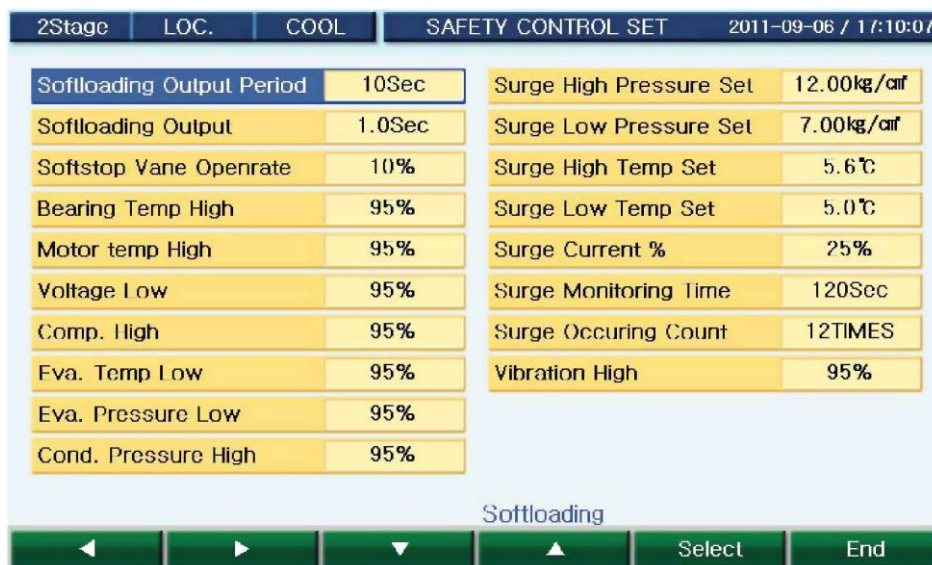 2Stage LOC. COOL SAFETY CONTROL SET 2011-09-06 / 17:10:07
Softloading Output Period 10Sec
Softloading Output 1.0Sec
Softstop Vane Openrate 10%
Bearing Temp High 95%
Motor temp High 95%
Voltage Low 95%
Comp. High 95%
Eva. Temp Low 95%
Eva. Pressure Low 95%
Cond. Pressure High 95%
Surge High Pressure Set 12.00㎏/㎠
Surge Low Pressure Set 7.00㎏/㎠
Surge High Temp Set 5.6℃
Surge Low Temp Set 5.0℃
Surge Current % 25%
Surge Monitoring Time 120Sec
Surge Occuring Count 12TIMES
Vibration High 95%
Softloading
◀ ▶ ▼ ▲ Select End